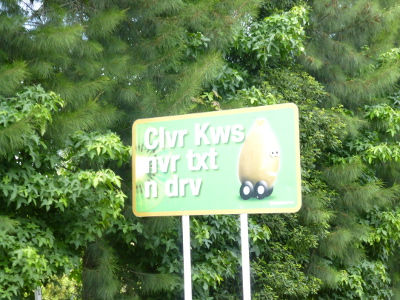 Clvr Kws
nvr txt
n drv